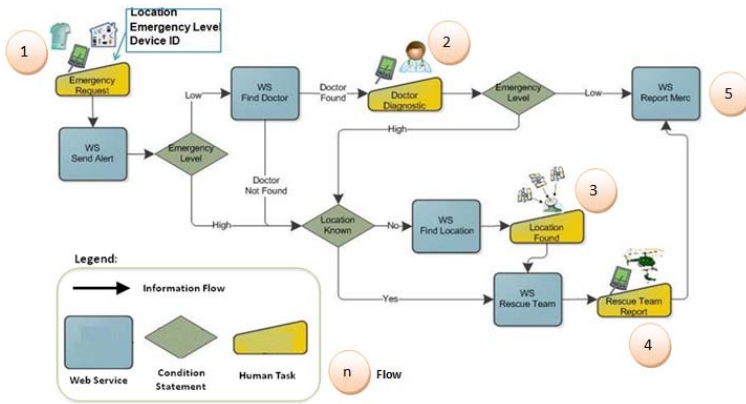 Location
Emergency Level
Device ID
1
Emergency
Request
WS
Send Alert
Emergency
Level
Low
High
WS
Find Doctor
Doctor
Found
Doctor
Not Found
2
Doctor
Diagnostic
Emergency
Level
Low
High
WS
Report Merc
5
Location
Known
No
Yes
WS
Find Location
3
Location
Found
WS
Rescue Team
Rescue Team
Report
4
Legend:
Information Flow
Web Service
Condition
Statement
Human Task
n
Flow